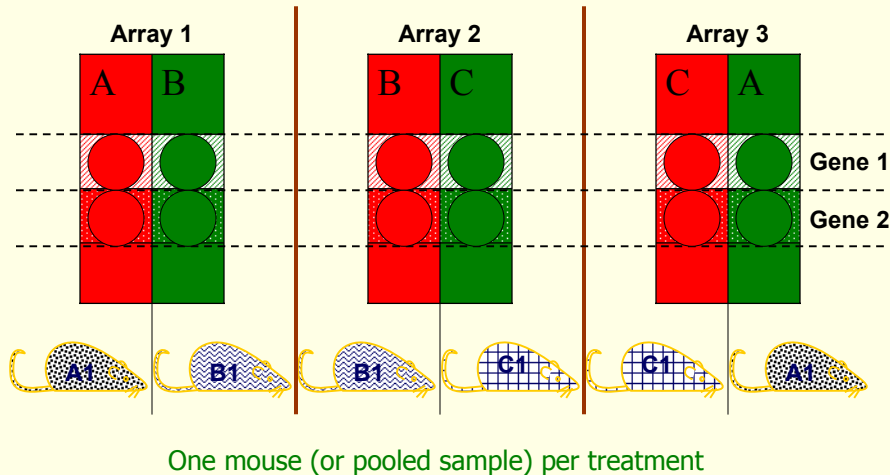 Array 1 Array 2 Array 3
A B B C C A
Gene 1
Gene 2
A1 B1 B1 C1 C1 A1
One mouse (or pooled sample) per treatment